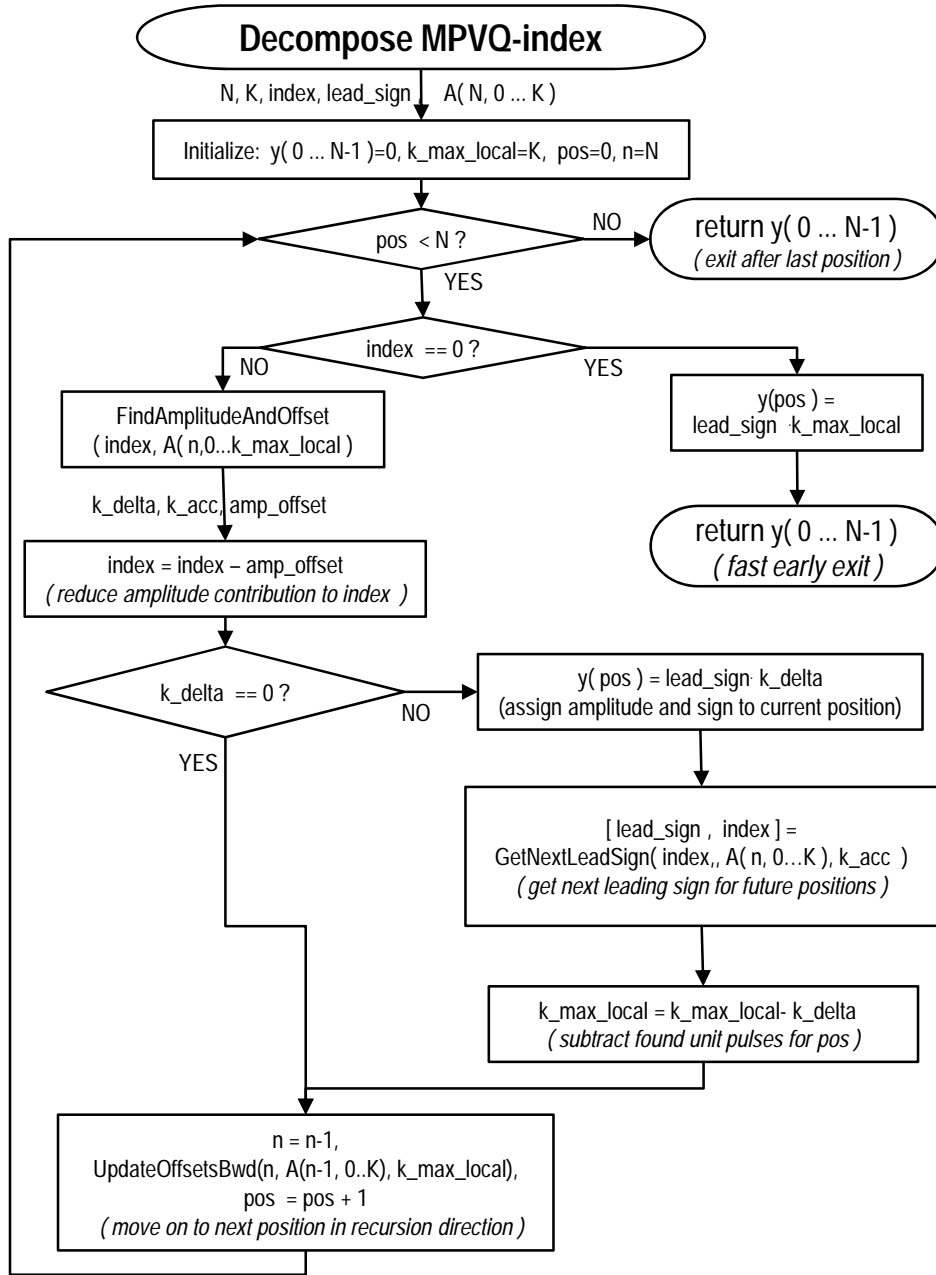 Decompose MPVQ-index
N, K, index, lead_sign , A( N, 0 ... K )
Initialize: y( 0 ... N-1 )=0, k_max_local=K, pos=0, n=N
pos < N ?
NO
return y( 0 ... N-1 )
( exit after last position )
YES
index == 0 ?
NO
YES
FindAmplitudeAndOffset
( index, A( n,0...k_max_local )
y(pos ) =
lead_sign · k_max_local
k_delta, k_acc, amp_offset
return y( 0 ... N-1 )
( fast early exit )
index = index – amp_offset
( reduce amplitude contribution to index )
k_delta == 0 ?
NO
y( pos ) = lead_sign· k_delta
(assign amplitude and sign to current position)
YES
[ lead_sign , index ] =
GetNextLeadSign( index,, A( n, 0...K ), k_acc )
( get next leading sign for future positions )
k_max_local = k_max_local- k_delta
( subtract found unit pulses for pos )
n = n-1,
UpdateOffsetsBwd(n, A(n-1, 0..K), k_max_local),
pos = pos + 1
( move on to next position in recursion direction )